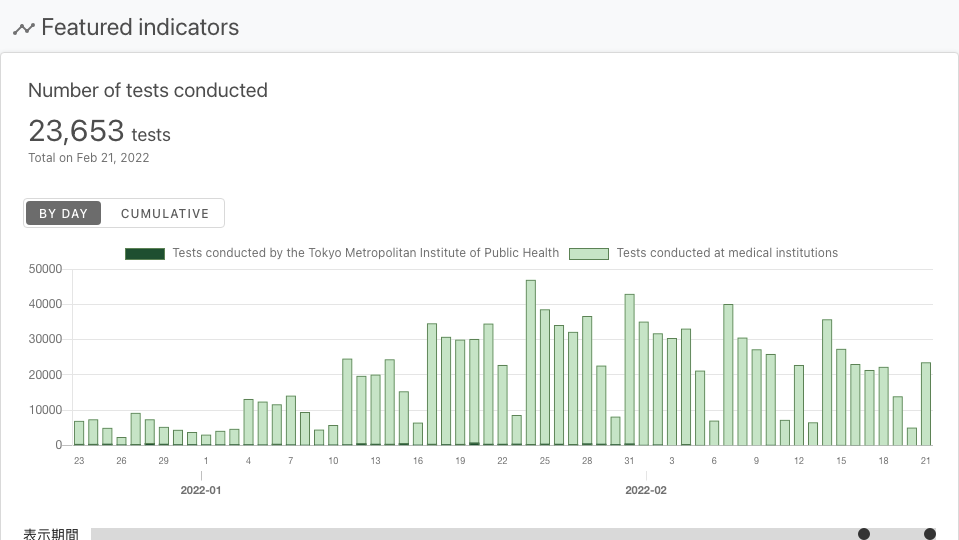 Featured indicators
Number of tests conducted
23,653 tests
Total on Feb 21, 2022
BY DAY CUMULATIVE
Tests conducted by the Tokyo Metropolitan Institute of Public Health Tests conducted at medical institutions
50000
40000
30000
20000
10000
0
23 26 29 1 4 7 10 13 16 19 22 25 28 31 3 6 9 12 15 18 21
2022-01 2022-02
表示期間